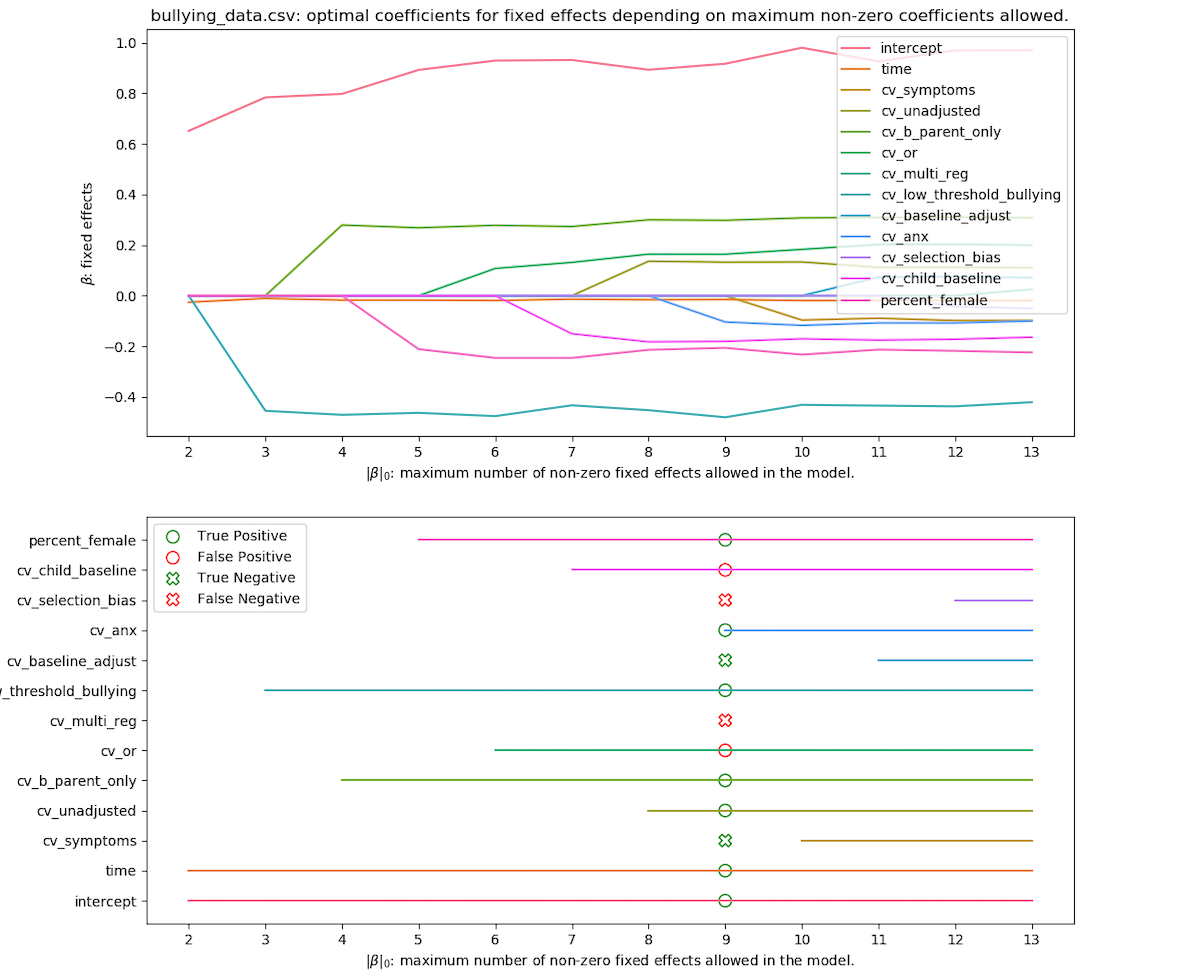 bullying_data.csv: optimal coefficients for fixed effects depending on maximum non-zero coefficients allowed.
1.0
0.8
0.6
0.4
0.2
0.0
−0.2
−0.4
β: fixed effects
intercept
time
cv_symptoms
cv_unadjusted
cv_b_parent_only
cv_or
cv_multi_reg
cv_low_threshold_bullying
cv_baseline_adjust
cv_anx
cv_selection_bias
cv_child_baseline
percent_female
2 3 4 5 6 7 8 9 10 11 12 13
|β|₀: maximum number of non-zero fixed effects allowed in the model.
True Positive
False Positive
True Negative
False Negative
percent_female
cv_child_baseline
cv_selection_bias
cv_anx
cv_baseline_adjust
_threshold_bullying
cv_multi_reg
cv_or
cv_b_parent_only
cv_unadjusted
cv_symptoms
time
intercept
2 3 4 5 6 7 8 9 10 11 12 13
|β|₀: maximum number of non-zero fixed effects allowed in the model.